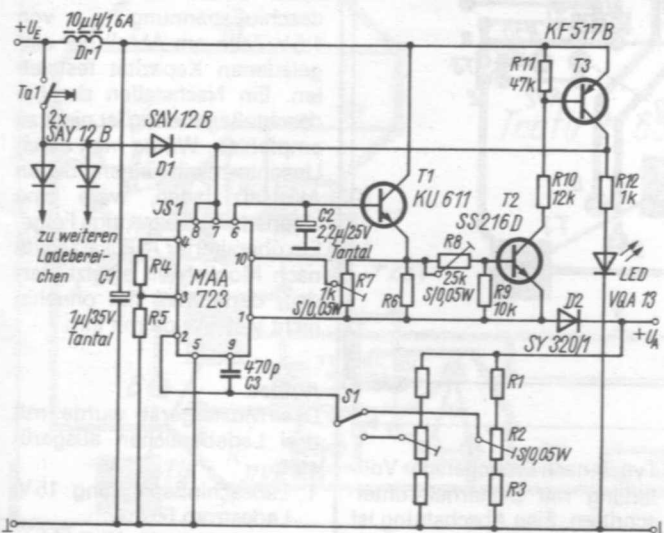 10µH/1,6A
+U_E
Dr1
KF517B
R11
47k
T3
Ta1
2x
SAY 12 B
SAY 12 B
D1
T1
KU 611
JS1
8 7 6
C2
2,2µ/25V
Tantal
T2
SS216D
R10
12k
R12
1k
zu weiteren
Ladeberei-
chen
4
10
R8
25k
S/0,05W
LED
VQA 13
R4
MAA
723
R7
1k
S/0,05W
C1
1µ/35V
Tantal
3
R5
R6
R9
10k
D2
1
SY 320/1
+U_A
2
5 9
470p
C3
S1
R1
R2
S/0,05W
R3